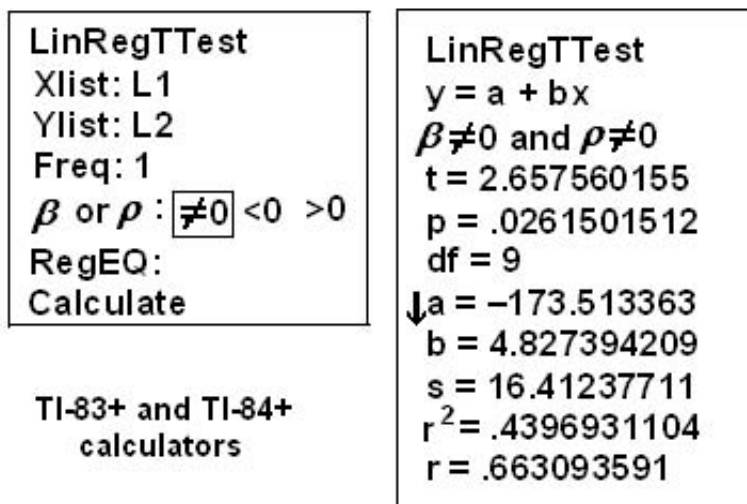 LinRegTTest
Xlist: L1
Ylist: L2
Freq: 1
β or ρ : ≠0 <0 >0
RegEQ:
Calculate
TI-83+ and TI-84+
calculators
LinRegTTest
y = a + bx
β≠0 and ρ≠0
t = 2.657560155
p = .0261501512
df = 9
↓a = –173.513363
b = 4.827394209
s = 16.41237711
r² = .4396931104
r = .663093591